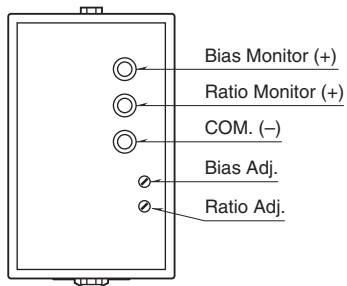 Bias Monitor (+)
Ratio Monitor (+)
COM. (–)
Bias Adj.
Ratio Adj.